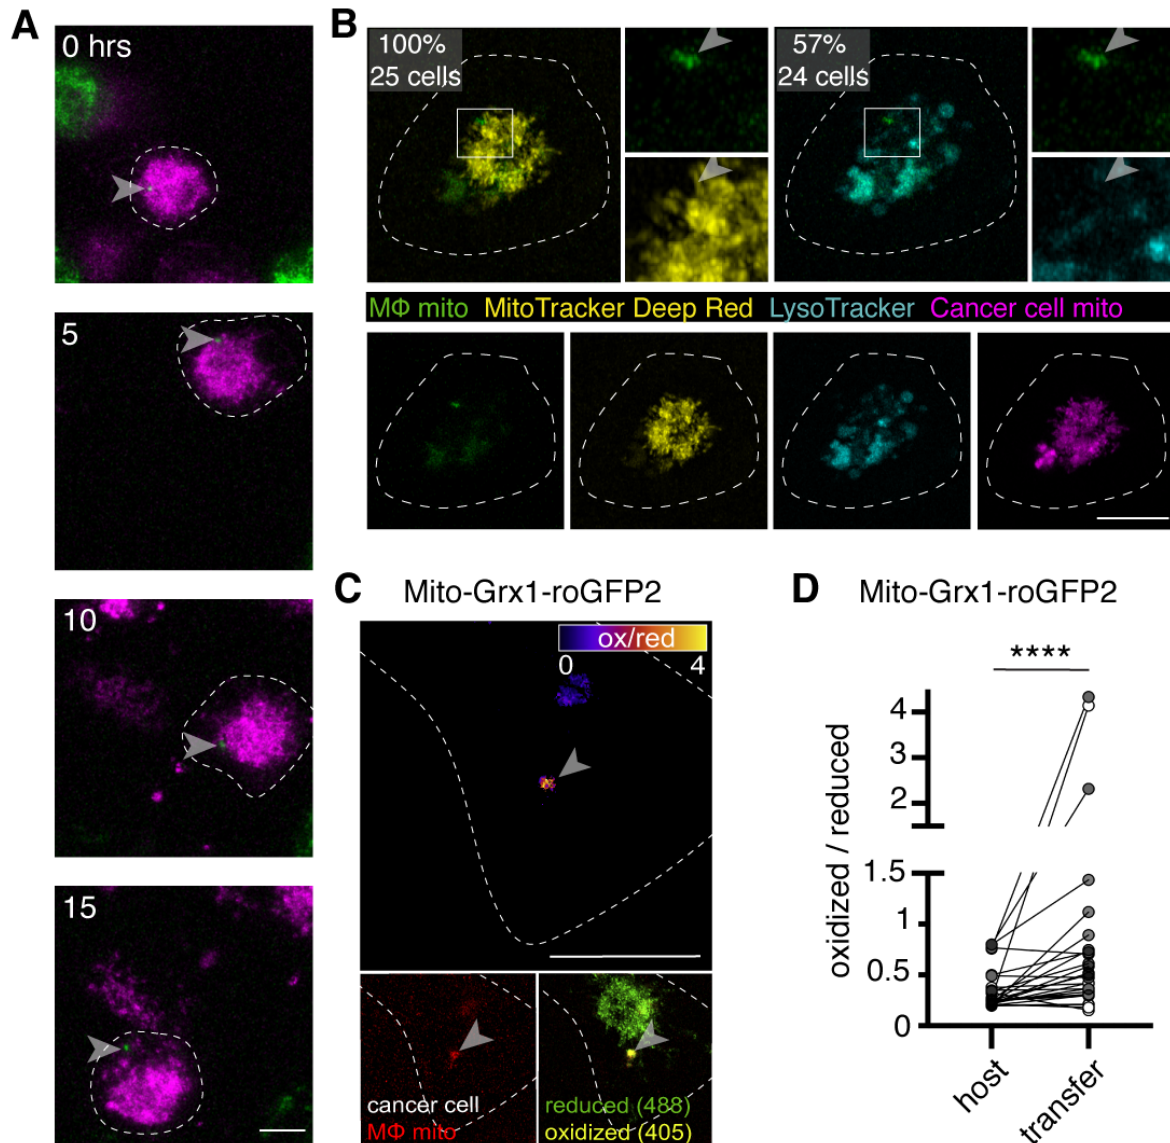 A
0 hrs
5
10
15
B
100%
25 cells
57%
24 cells
MΦ mito MitoTracker Deep Red LysoTracker Cancer cell mito
C
Mito-Grx1-roGFP2
ox/red
0 4
cancer cell
MΦ mito
reduced (488)
oxidized (405)
D
Mito-Grx1-roGFP2
****
oxidized / reduced
4
3
2
1.5
1
0.5
0
host
transfer